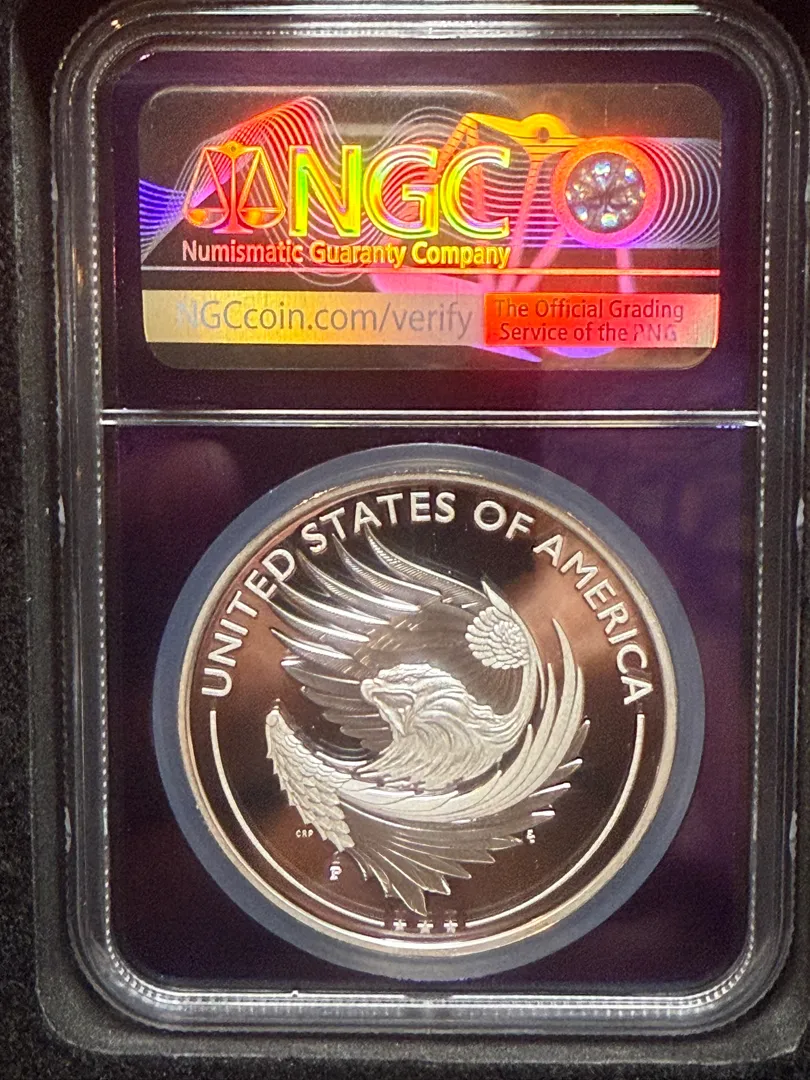 NGC
Numismatic Guaranty Company
NGCcoin.com/verify
The Official Grading
Service of the PNG
UNITED STATES OF AMERICA
CRP
P